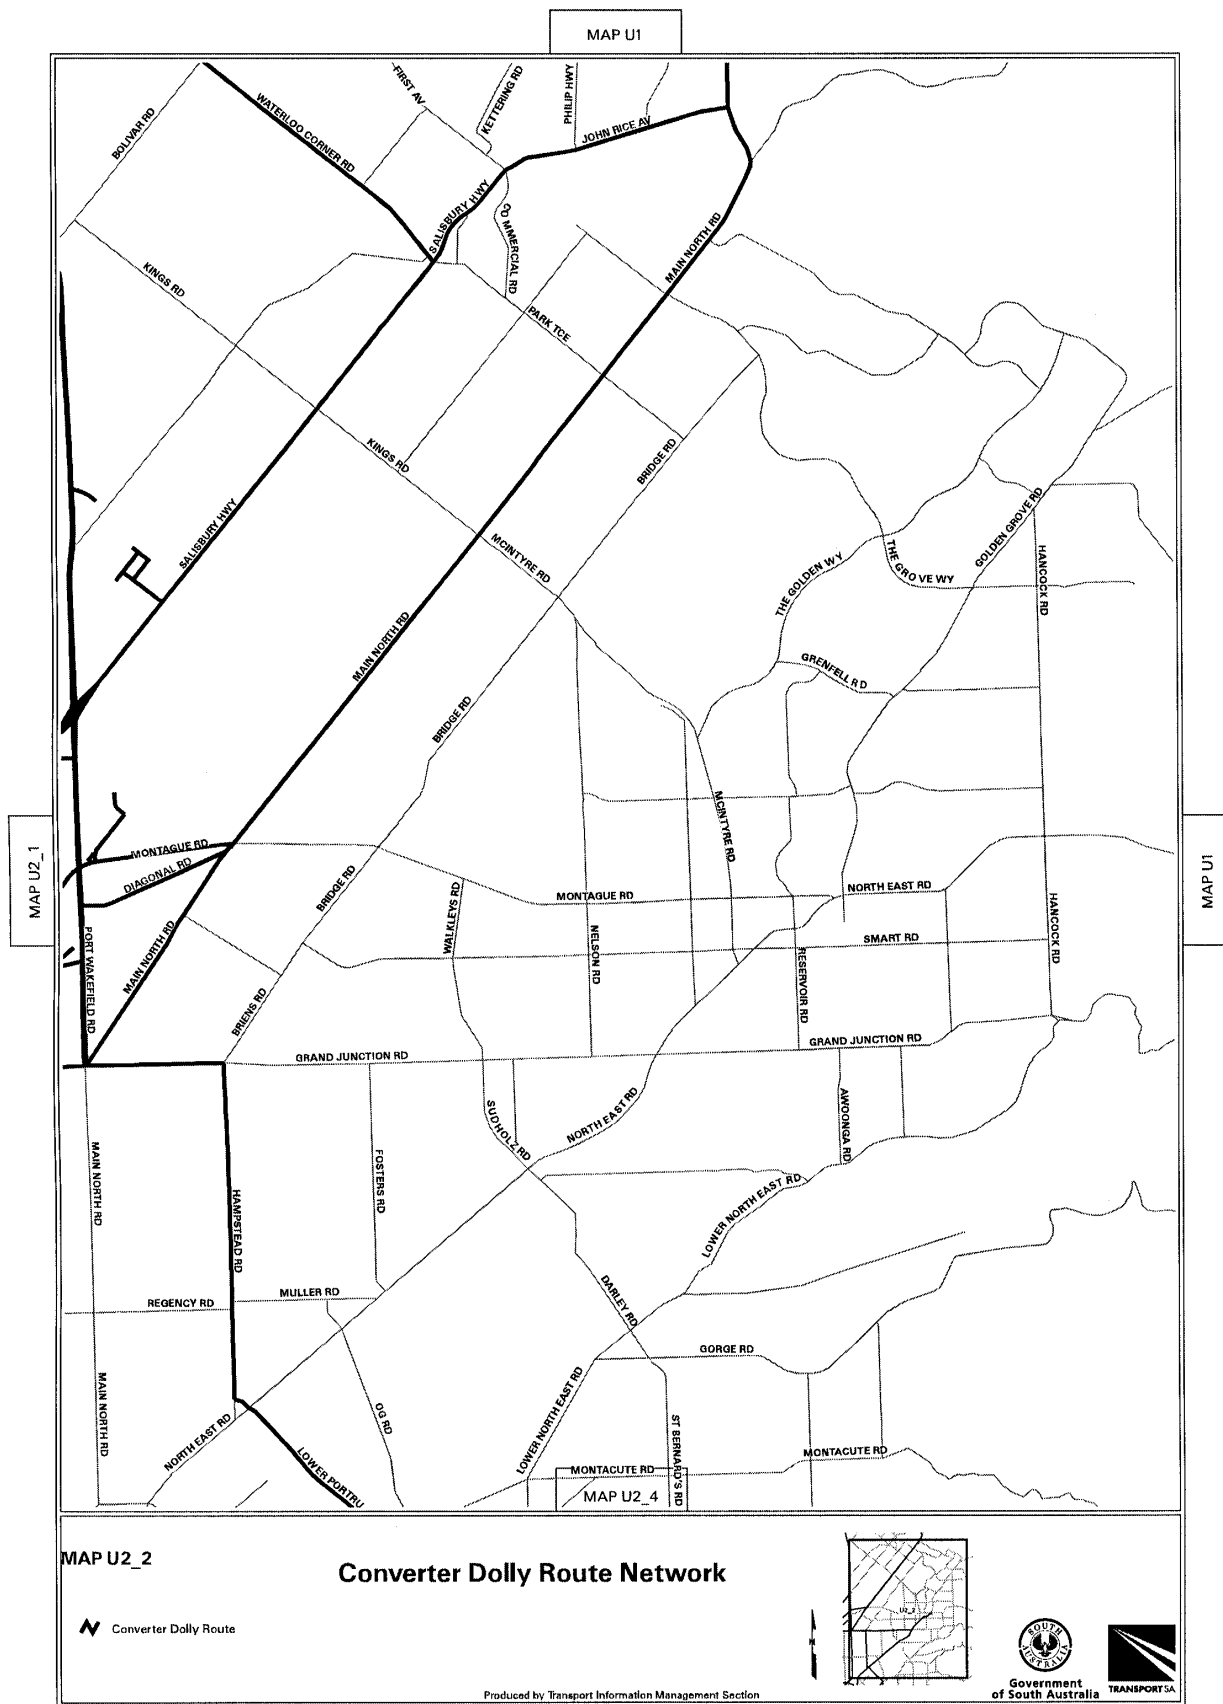 MAP U1
FIRST AV
KETTERING RD
PHILIP HWY
BOLIVAR RD
WATERLOO CORNER RD
JOHN RICE AV
SALISBURY HWY
COMMERCIAL RD
MAIN NORTH RD
KINGS RD
PARK TCE
KINGS RD
BRIDGE RD
SALISBURY HWY
MCINTYRE RD
GOLDEN GROVE RD
THE GOLDEN WY
THE GROVE WY
HANCOCK RD
MAIN NORTH RD
GRENFELL RD
BRIDGE RD
MCINTYRE RD
MAP U2_1
MAP U1
MONTAGUE RD
DIAGONAL RD
BRIDGE RD
WALKLEYS RD
MONTAGUE RD
NORTH EAST RD
HANCOCK RD
PORT WAKEFIELD RD
MAIN NORTH RD
NELSON RD
SMART RD
RESERVOIR RD
BRIENS RD
GRAND JUNCTION RD
GRAND JUNCTION RD
SUDHOLZ RD
NORTH EAST RD
AWOONGA RD
MAIN NORTH RD
HAMPSTEAD RD
FOSTERS RD
LOWER NORTH EAST RD
REGENCY RD
MULLER RD
DARLEY RD
GORGE RD
MAIN NORTH RD
NORTH EAST RD
OG RD
LOWER NORTH EAST RD
ST BERNARD'S RD
LOWER PORTRU
MONTACUTE RD
MONTACUTE RD
MAP U2_4
MAP U2_2
Converter Dolly Route Network
Converter Dolly Route
U2_2
N
SOUTH AUSTRALIA
Government
of South Australia
TRANSPORT SA
Produced by Transport Information Management Section